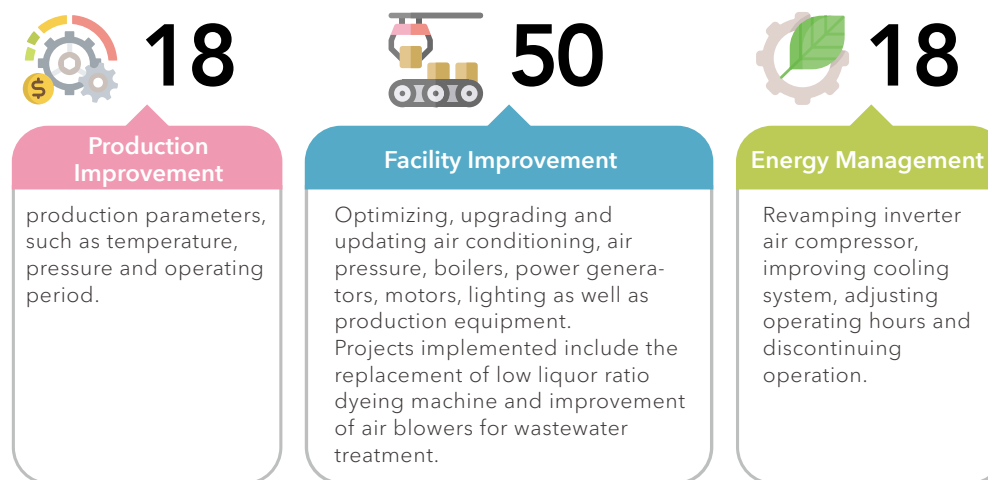 18
Production
Improvement
production parameters,
such as temperature,
pressure and operating
period.
50
Facility Improvement
Optimizing, upgrading and
updating air conditioning, air
pressure, boilers, power genera-
tors, motors, lighting as well as
production equipment.
Projects implemented include the
replacement of low liquor ratio
dyeing machine and improvement
of air blowers for wastewater
treatment.
18
Energy Management
Revamping inverter
air compressor,
improving cooling
system, adjusting
operating hours and
discontinuing
operation.
$